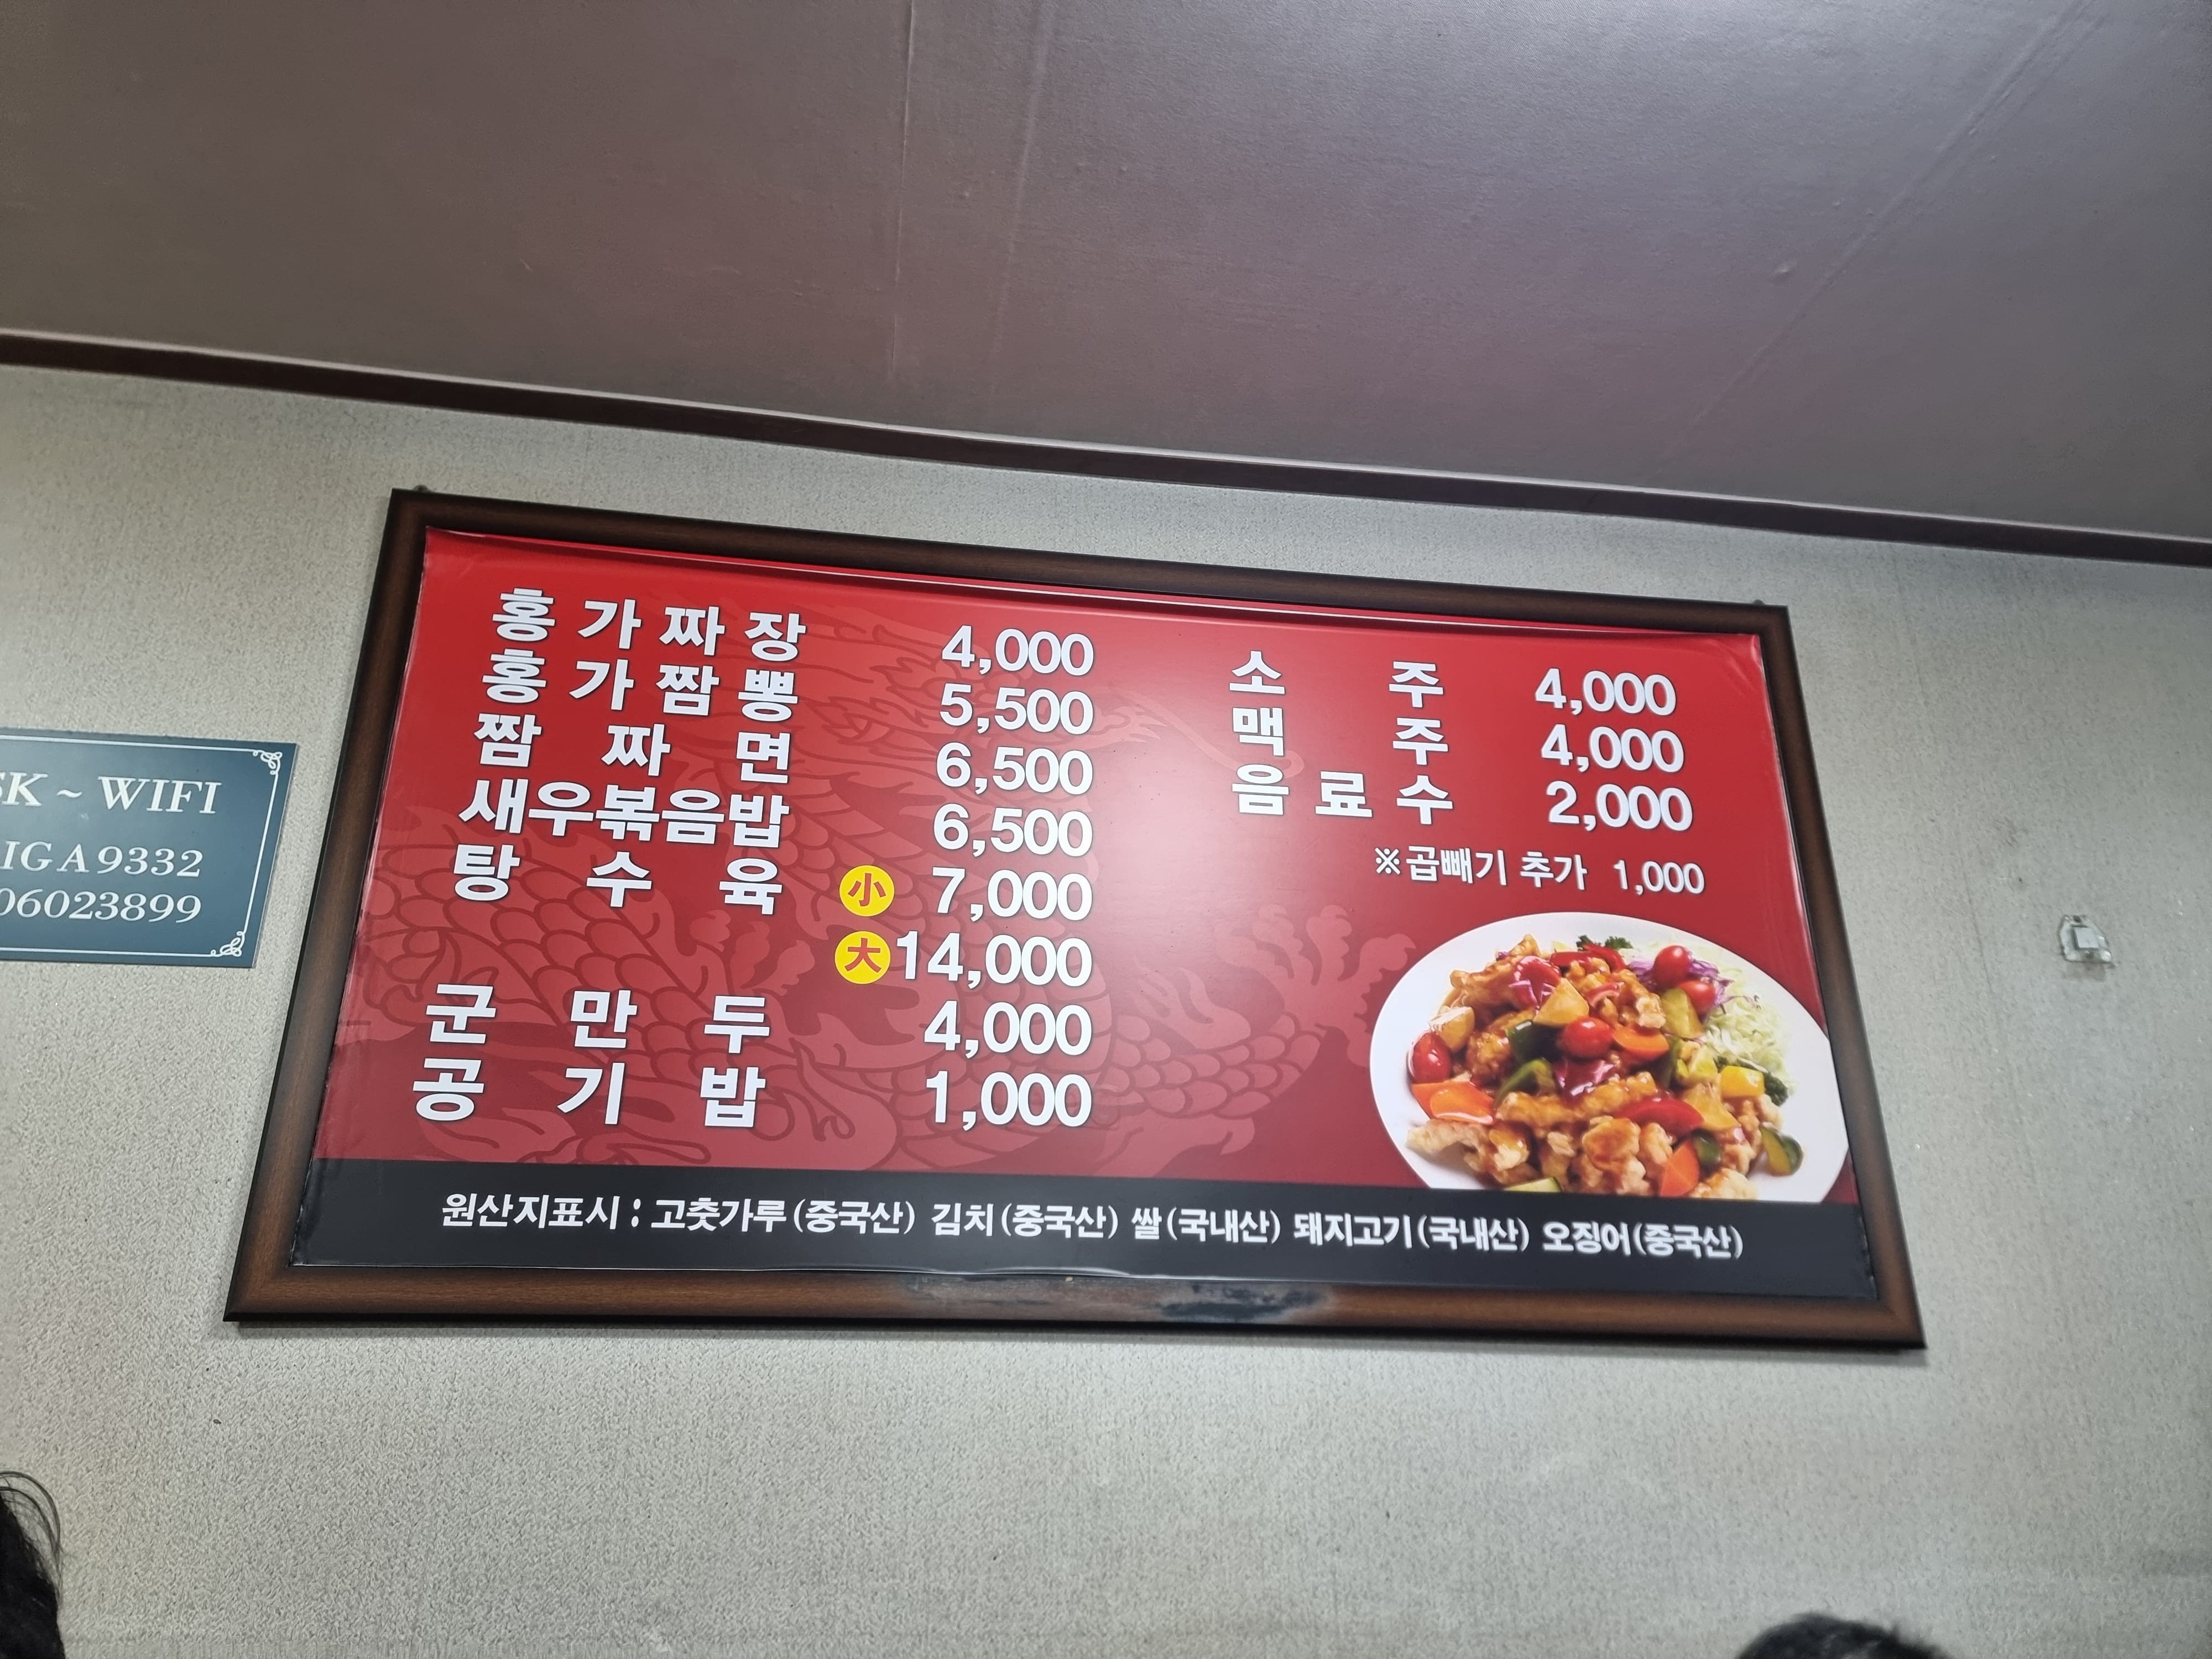 SK ~ WIFI
IGA9332
06023899
홍가짜장 4,000
홍가짬뽕 5,500
짬짜면 6,500
새우볶음밥 6,500
탕수육 小 7,000
大 14,000
군만두 4,000
공기밥 1,000
소주 4,000
맥주 4,000
음료수 2,000
※곱빼기 추가 1,000
원산지표시 : 고춧가루(중국산) 김치(중국산) 쌀(국내산) 돼지고기(국내산) 오징어(중국산)